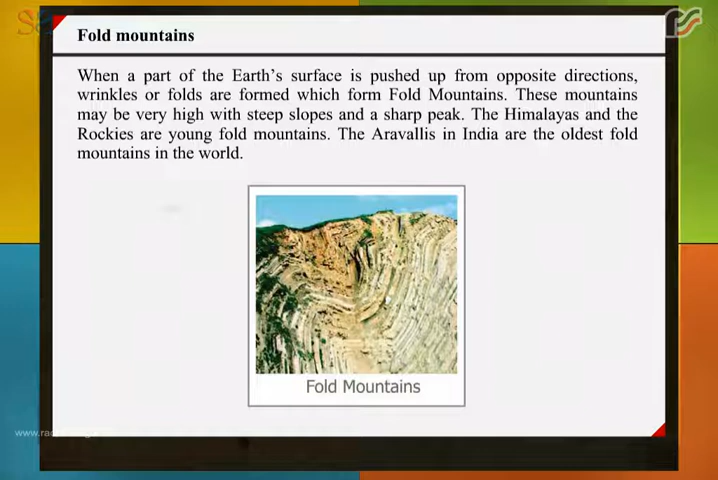 Fold mountains
When a part of the Earth's surface is pushed up from opposite directions,
wrinkles or folds are formed which form Fold Mountains. These mountains
may be very high with steep slopes and a sharp peak. The Himalayas and the
Rockies are young fold mountains. The Aravallis in India are the oldest fold
mountains in the world.
Fold Mountains